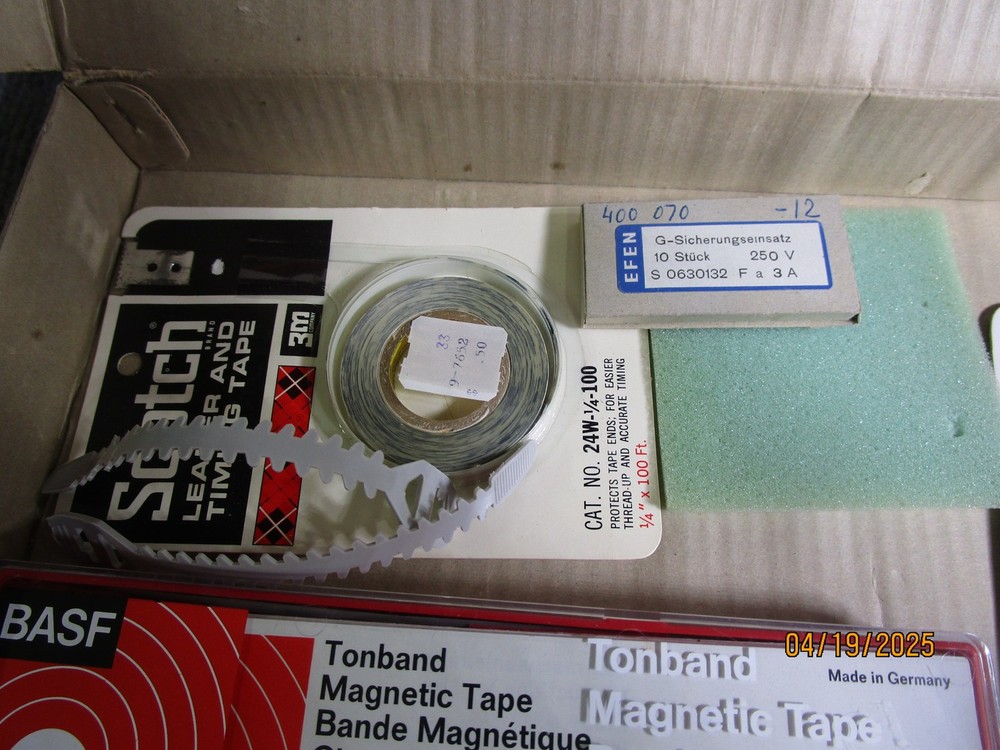 400 070 -12
EFEN
G-Sicherungseinsatz
10 Stück 250 V
S 0630132 F a 3 A
Scotch
BRAND
AND
TAPE
3M
COMPANY
33
9-7652
.50
CAT. NO. 24W-¼-100
PROTECTS TAPE ENDS; FOR EASIER
THREAD-UP AND ACCURATE TIMING
¼" x 100 Ft.
BASF
Tonband
Magnetic Tape
Bande Magnétique
Tonband
Magnetic Tape
Made in Germany
04/19/2025